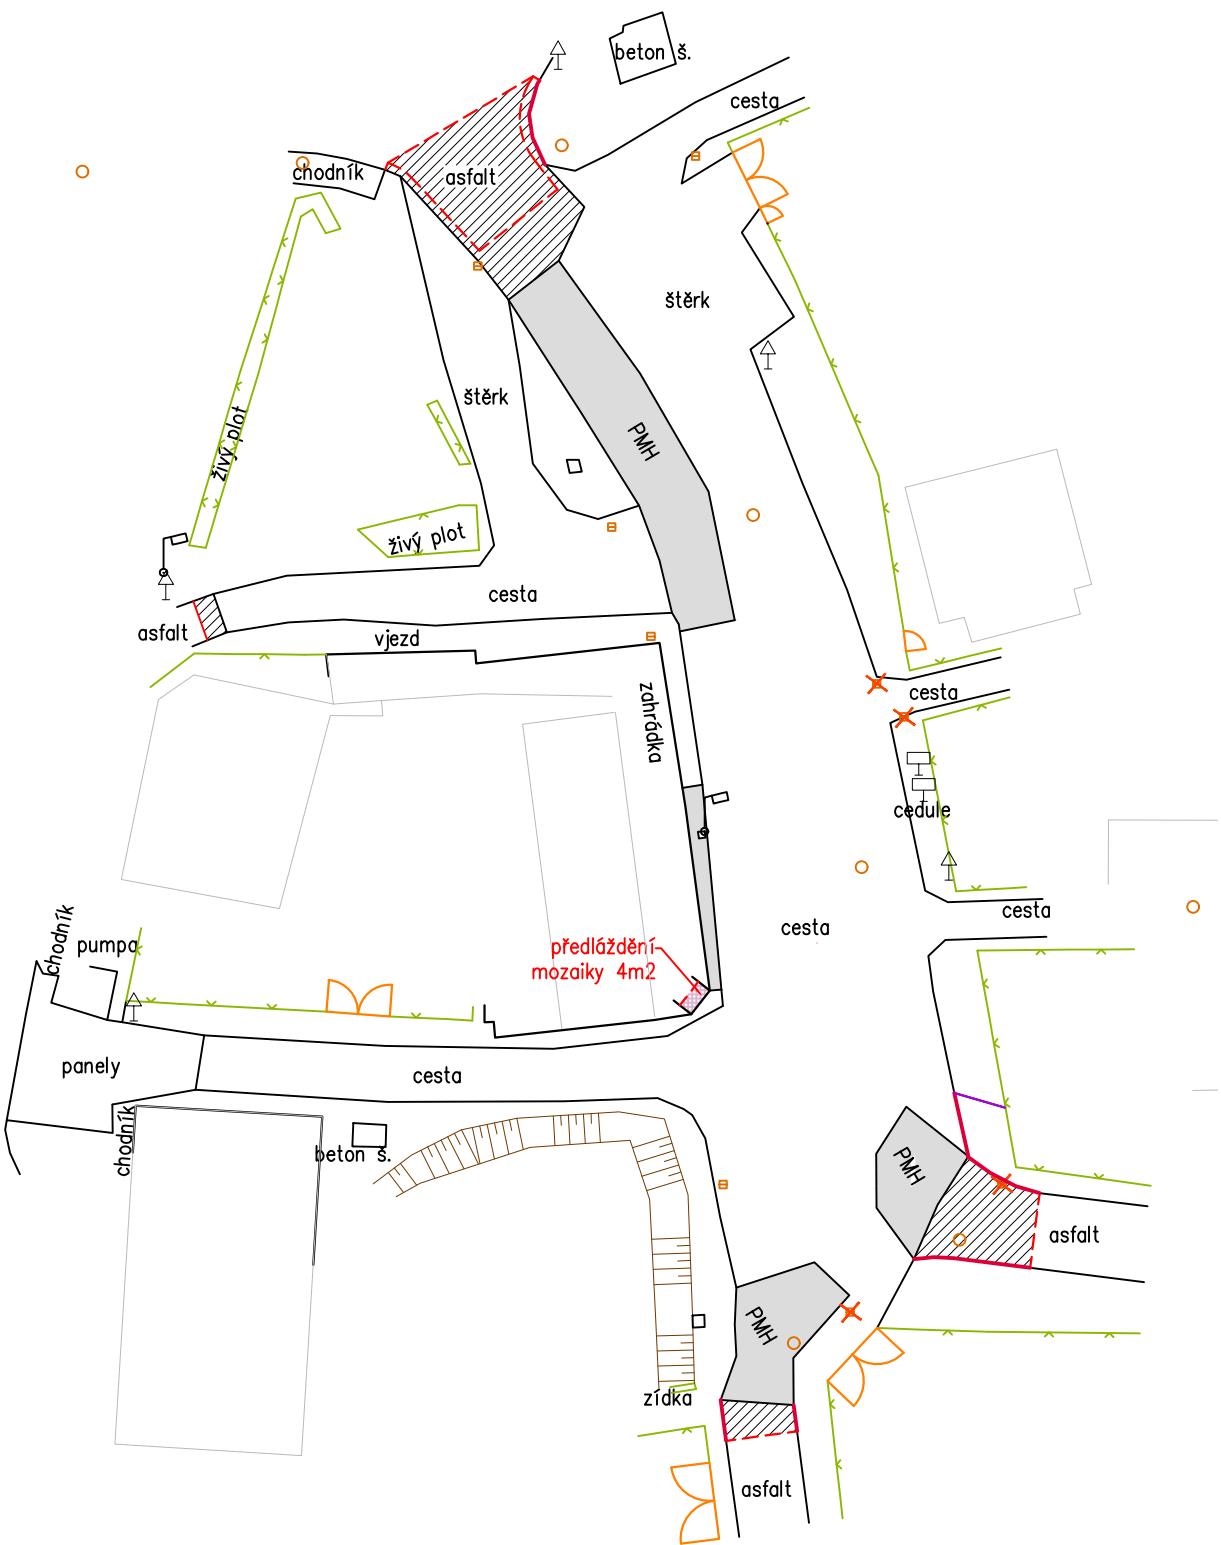 beton š.
cesta
chodník
asfalt
štěrk
štěrk
PMH
živý plot
živý plot
cesta
asfalt
vjezd
zahrádka
cesta
cedule
cesta
cesta
chodník
pumpa
předláždění
mozaiky 4m2
panely
cesta
chodník
beton š.
PMH
asfalt
PMH
zídka
asfalt